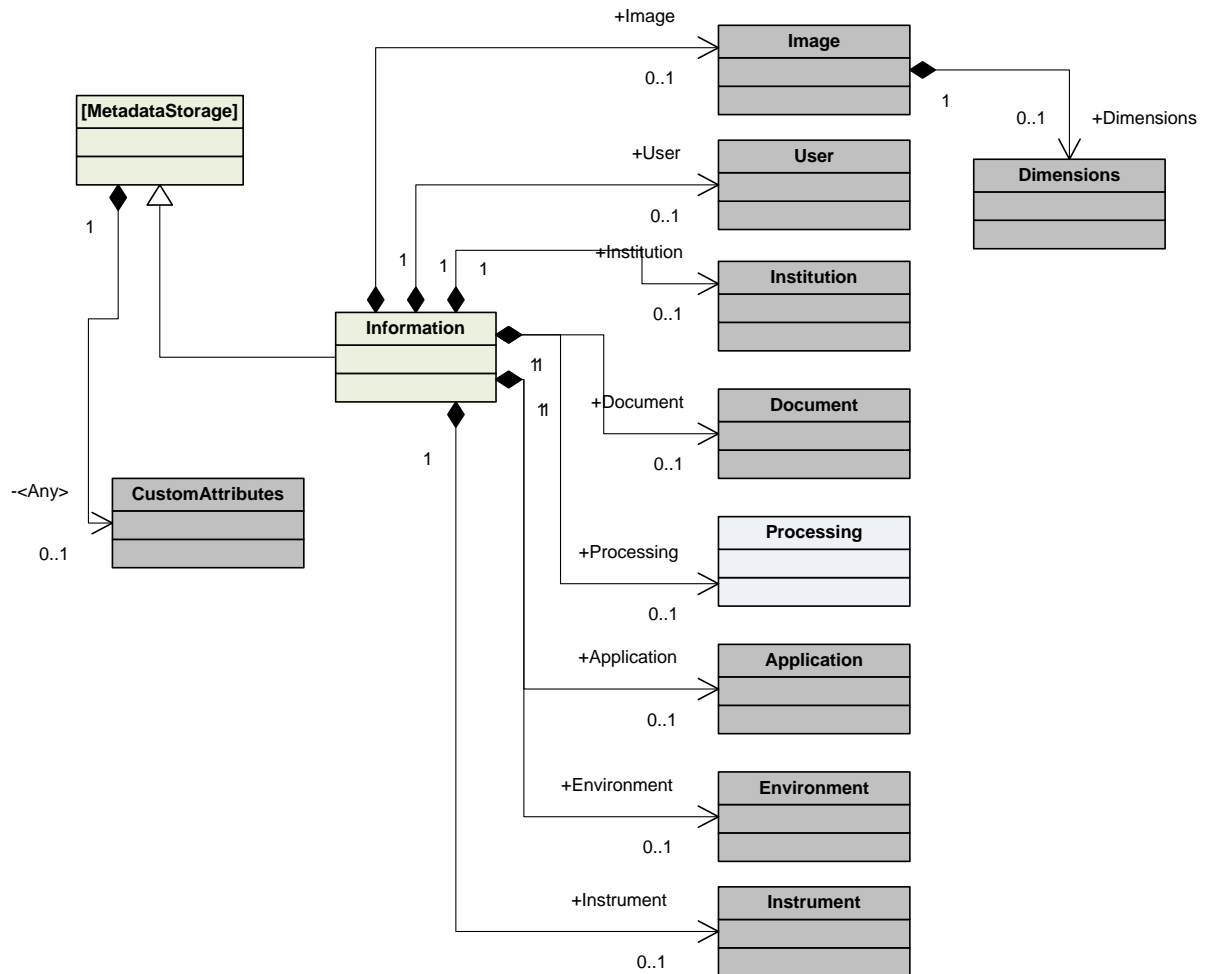 +Image
Image
0..1
1
0..1
+Dimensions
[MetadataStorage]
+User
User
Dimensions
0..1
1
+Institution
1
1
1
Institution
0..1
Information
11
+Document
Document
11
1
0..1
-<Any>
CustomAttributes
0..1
Processing
+Processing
0..1
+Application
Application
0..1
+Environment
Environment
0..1
+Instrument
Instrument
0..1